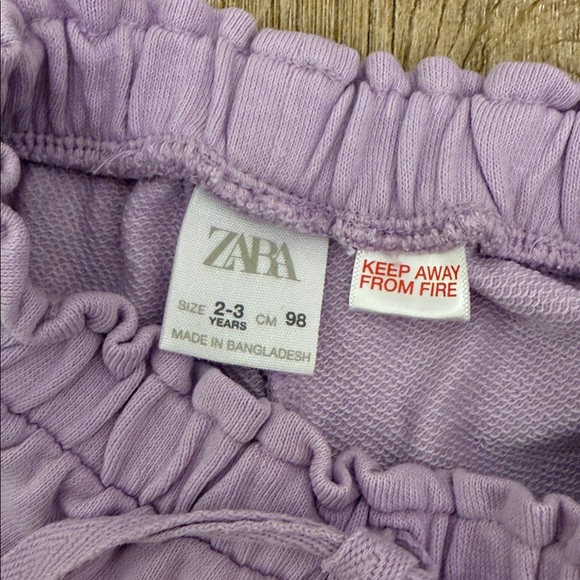 ZARA
SIZE 2-3 YEARS CM 98
MADE IN BANGLADESH
KEEP AWAY
FROM FIRE